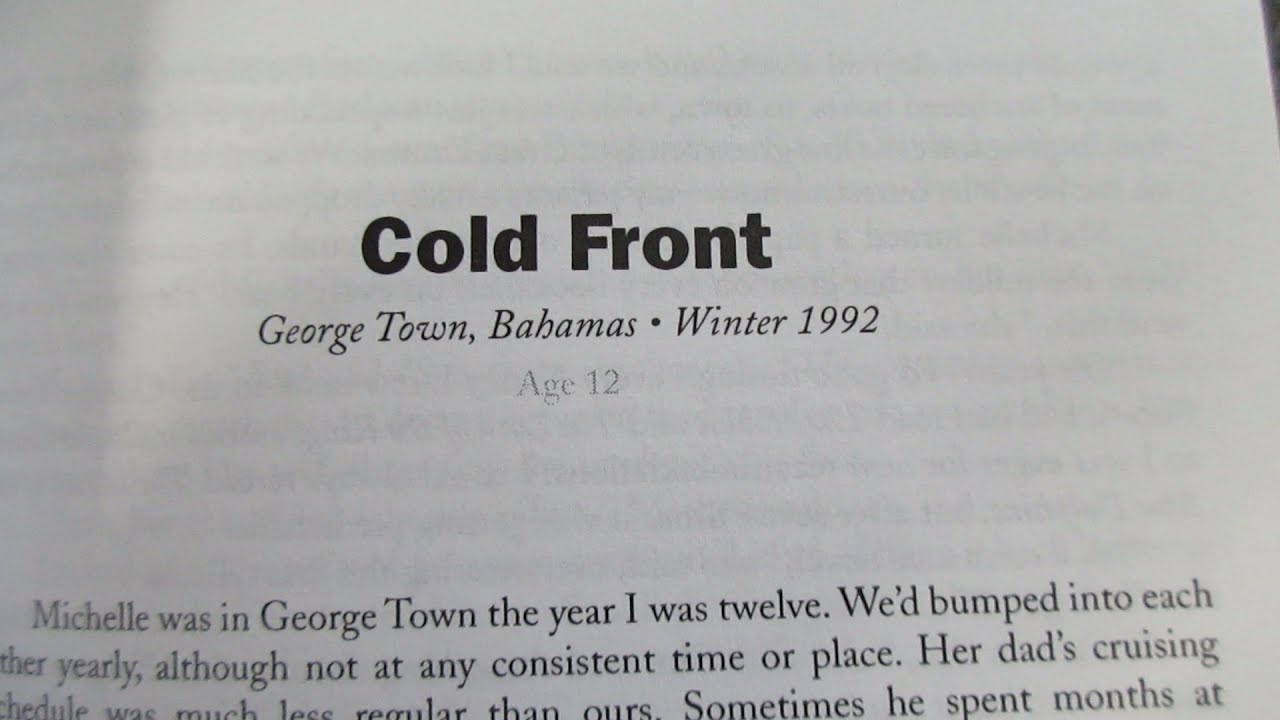 Cold Front
George Town, Bahamas • Winter 1992
Age 12
Michelle was in George Town the year I was twelve. We'd bumped into each
ther yearly, although not at any consistent time or place. Her dad's cruising
chedule was much less regular than ours. Sometimes he spent months at